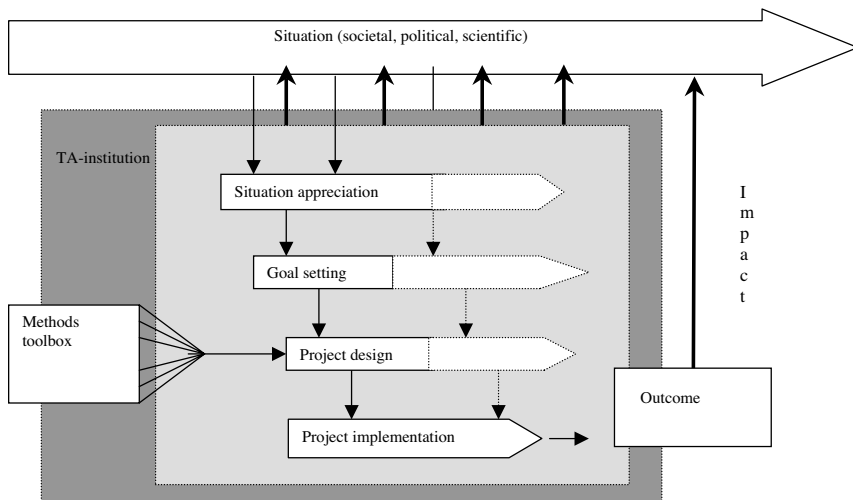 Situation (societal, political, scientific)
TA-institution
Situation appreciation
Goal setting
Methods
toolbox
Project design
Project implementation
Outcome
I
m
p
a
c
t